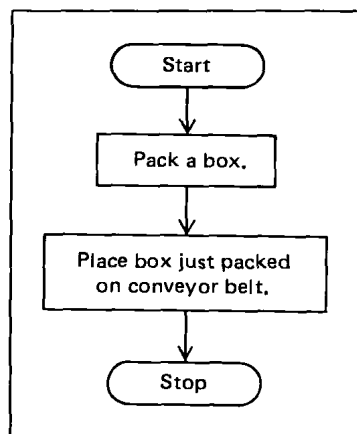 Start
Pack a box.
Place box just packed
on conveyor belt.
Stop